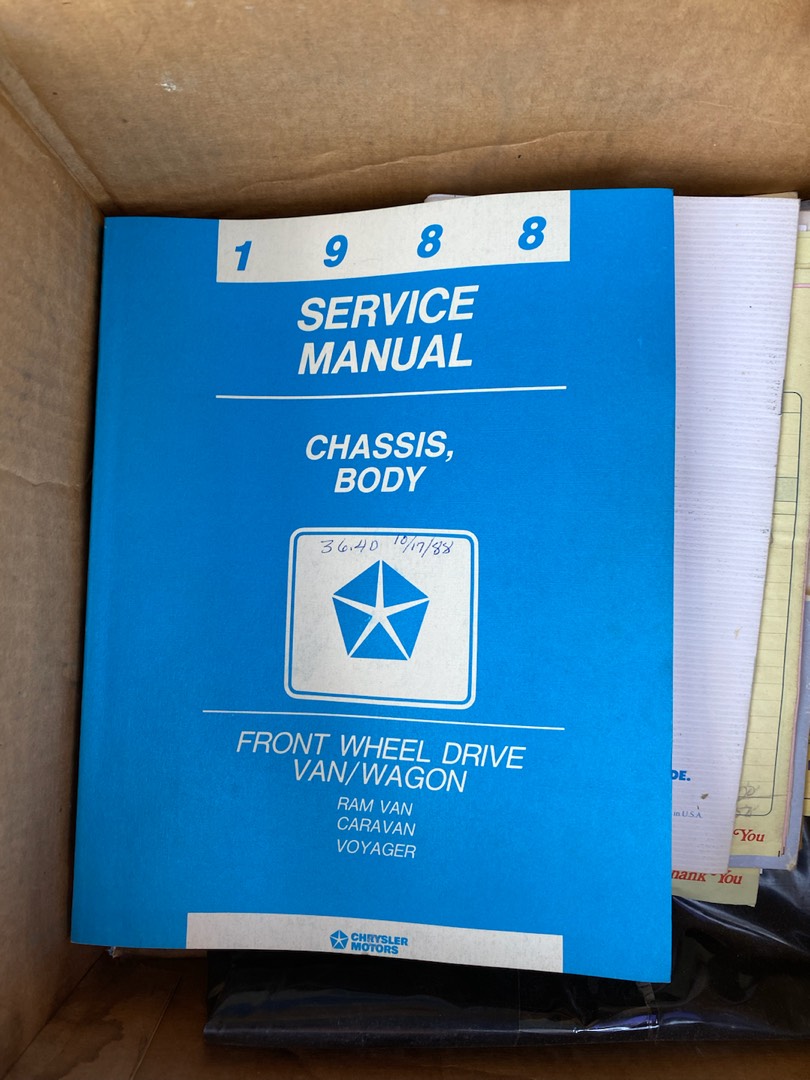 1 9 8 8
SERVICE
MANUAL
CHASSIS,
BODY
36.40 10/17/88
FRONT WHEEL DRIVE
VAN/WAGON
RAM VAN
CARAVAN
VOYAGER
CHRYSLER
MOTORS
DE.
in U.S.A.
You
hank You